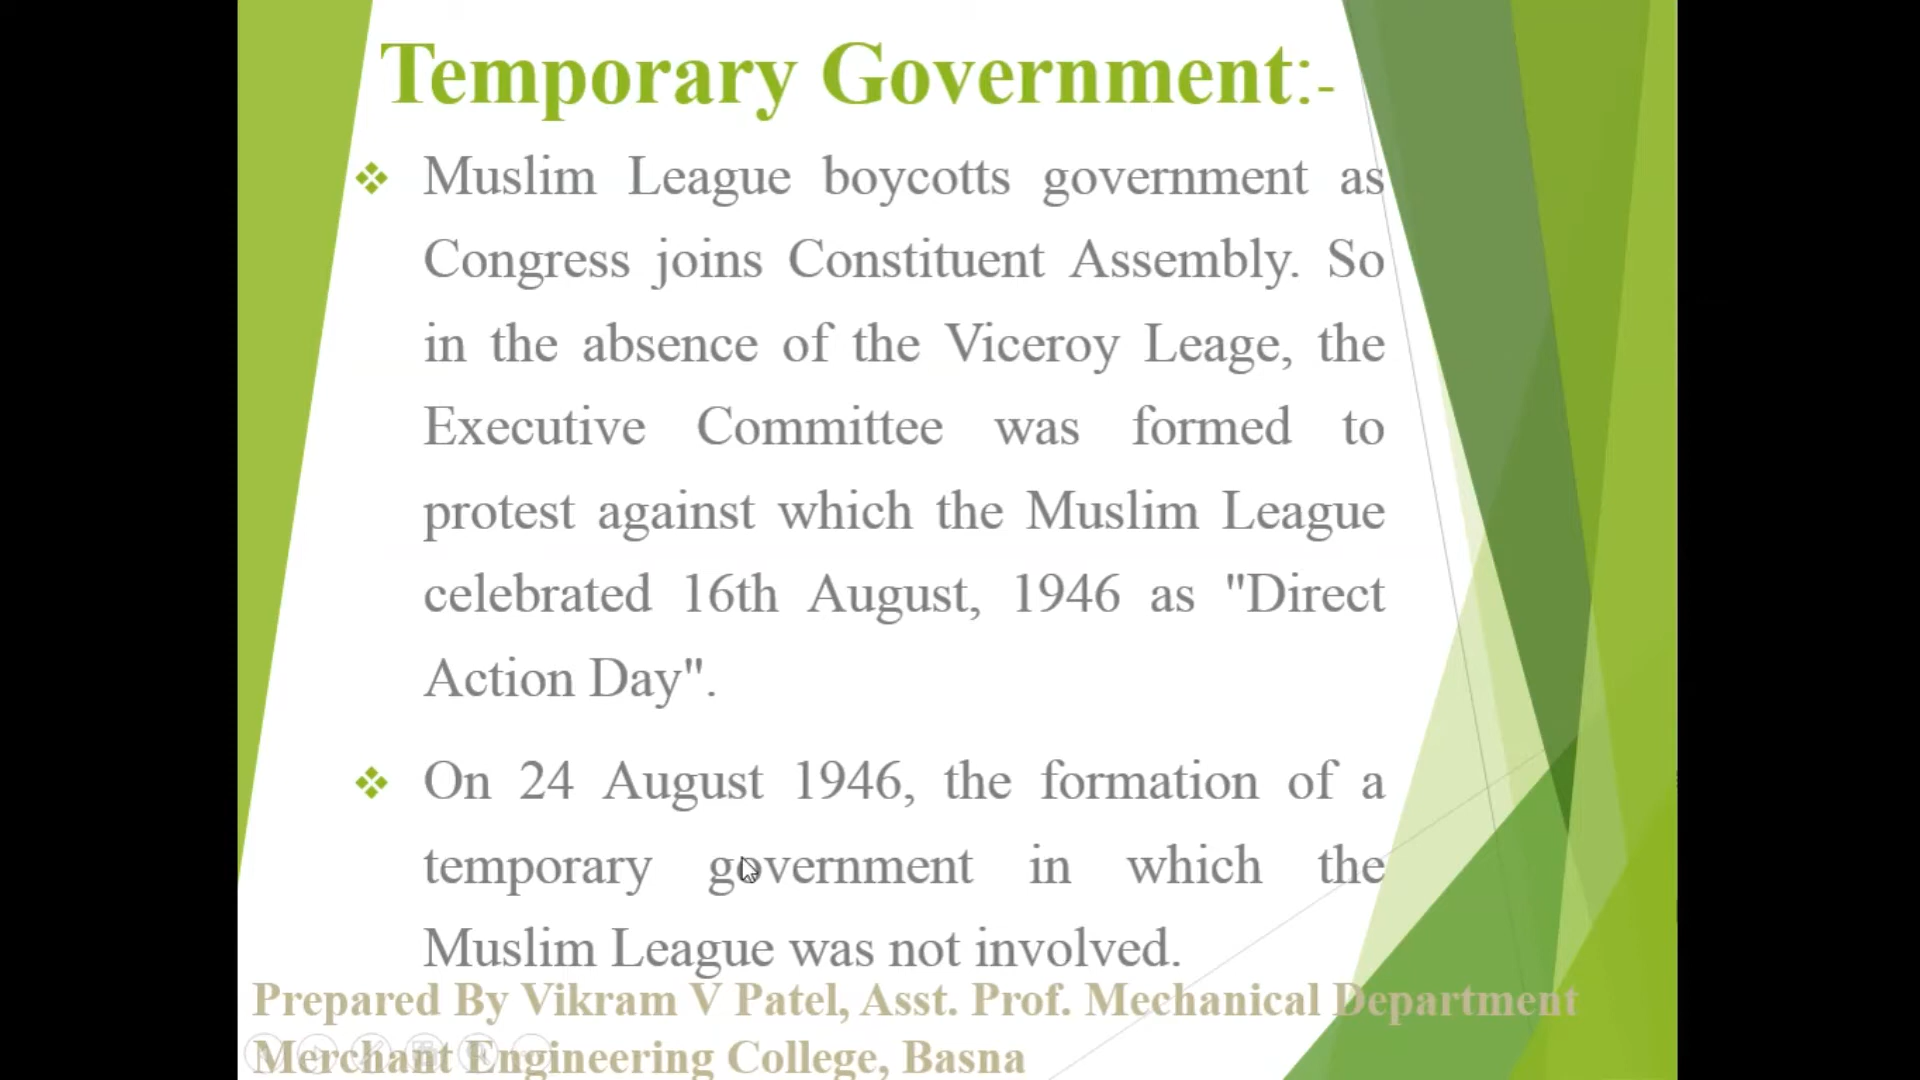 Temporary Government:-
Muslim League boycotts government as
Congress joins Constituent Assembly. So
in the absence of the Viceroy Leage, the
Executive Committee was formed to
protest against which the Muslim League
celebrated 16th August, 1946 as "Direct
Action Day".
On 24 August 1946, the formation of a
temporary government in which the
Muslim League was not involved.
Prepared By Vikram V Patel, Asst. Prof. Mechanical Department
Merchant Engineering College, Basna